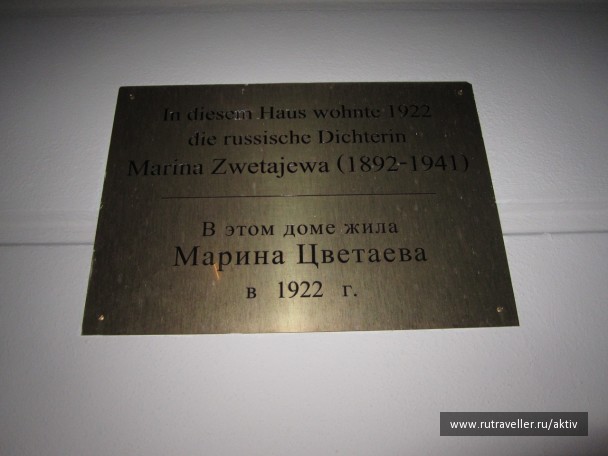 In diesem Haus wohnte 1922
die russische Dichterin
Marina Zwetajewa (1892-1941)
В этом доме жила
Марина Цветаева
в 1922 г.
www.rutraveller.ru/aktiv